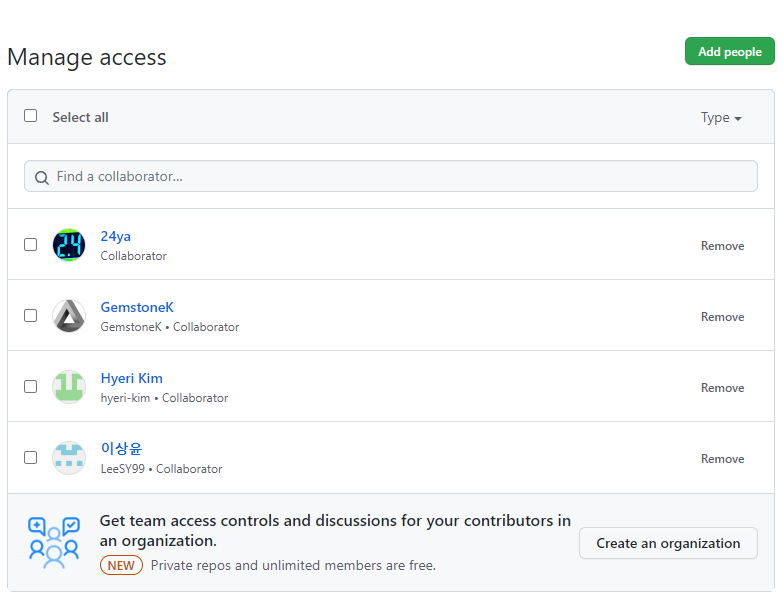 Manage access
Add people
Select all
Type
Find a collaborator...
24
24ya
Collaborator
Remove
GemstoneK
GemstoneK • Collaborator
Remove
Hyeri Kim
hyeri-kim • Collaborator
Remove
이상윤
LeeSY99 • Collaborator
Remove
Get team access controls and discussions for your contributors in
an organization.
NEW Private repos and unlimited members are free.
Create an organization